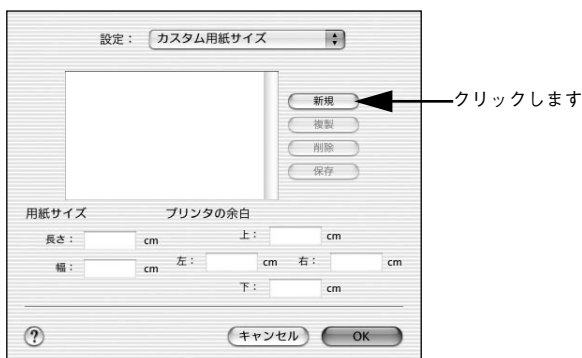 設定： カスタム用紙サイズ
新規
クリックします
複製
削除
保存
用紙サイズ プリンタの余白
長さ： cm 上： cm
幅： cm 左： cm 右： cm
下： cm
? キャンセル OK